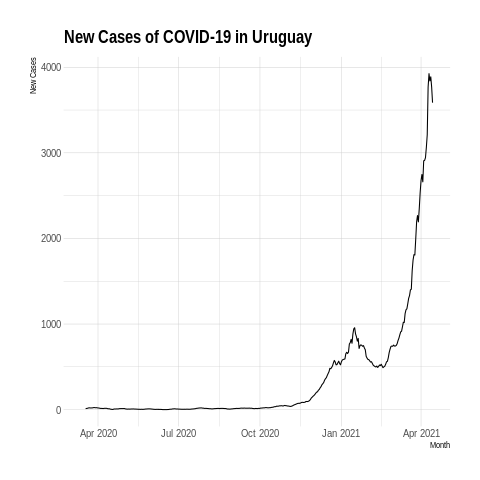 New Cases of COVID-19 in Uruguay
New Cases
4000
3000
2000
1000
0
Apr 2020 Jul 2020 Oct 2020 Jan 2021 Apr 2021
Month